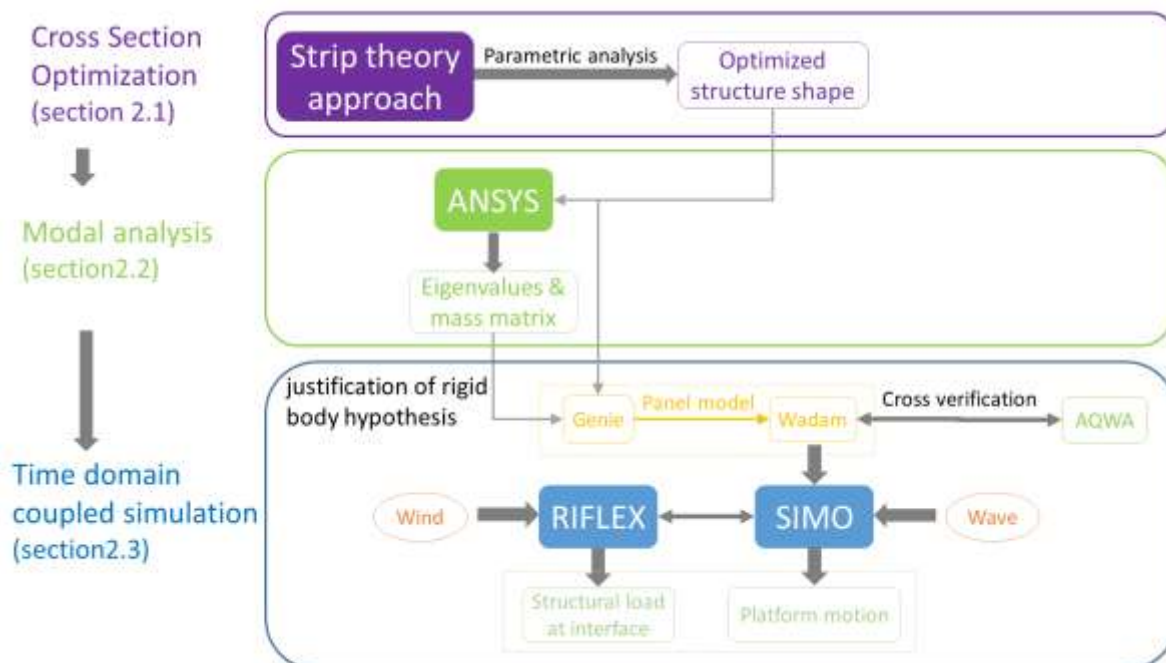 Cross Section
Optimization
(section 2.1)
Strip theory
approach
Parametric analysis
Optimized
structure shape
Modal analysis
(section2.2)
ANSYS
Eigenvalues &
mass matrix
Time domain
coupled simulation
(section2.3)
justification of rigid
body hypothesis
Genie
Panel model
Wadam
Cross verification
AQWA
Wind
RIFLEX
SIMO
Wave
Structural load
at interface
Platform motion